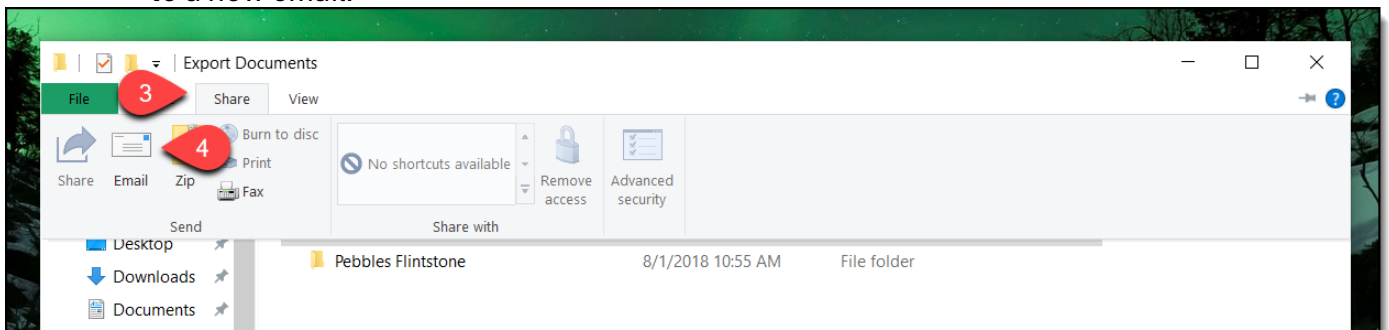 Export Documents
File 3 Share View
Burn to disc
4 Print
No shortcuts available
Share Email Zip Fax Remove access Advanced security
Send Share with
Desktop
Pebbles Flintstone 8/1/2018 10:55 AM File folder
Downloads
Documents